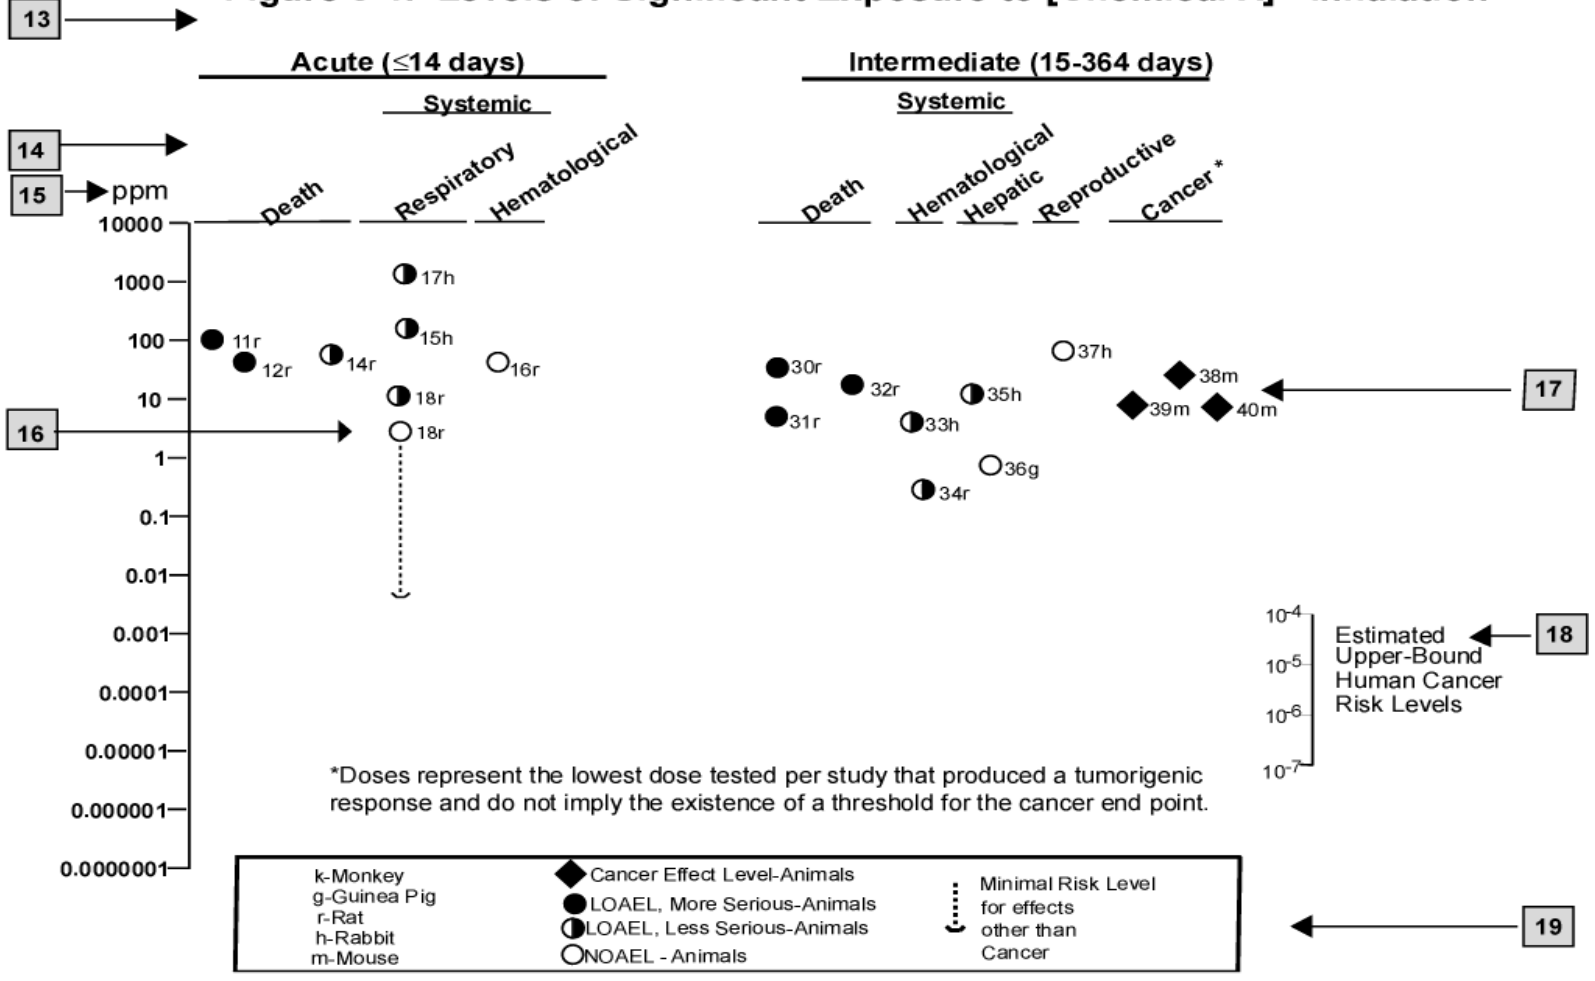 13
Acute (≤14 days)
Intermediate (15-364 days)
Systemic
Systemic
14
15
ppm
Death
Respiratory
Hematological
Death
Hematological
Hepatic
Reproductive
Cancer *
10000
1000
100
10
1
0.1
0.01
0.001
0.0001
0.00001
0.000001
0.0000001
17h
11r
12r
14r
15h
16r
18r
16
18r
30r
31r
32r
33h
34r
35h
36g
37h
38m
39m
40m
17
10-4
10-5
10-6
10-7
Estimated
Upper-Bound
Human Cancer
Risk Levels
18
*Doses represent the lowest dose tested per study that produced a tumorigenic
response and do not imply the existence of a threshold for the cancer end point.
k-Monkey
g-Guinea Pig
r-Rat
h-Rabbit
m-Mouse
Cancer Effect Level-Animals
LOAEL, More Serious-Animals
LOAEL, Less Serious-Animals
NOAEL - Animals
Minimal Risk Level
for effects
other than
Cancer
19